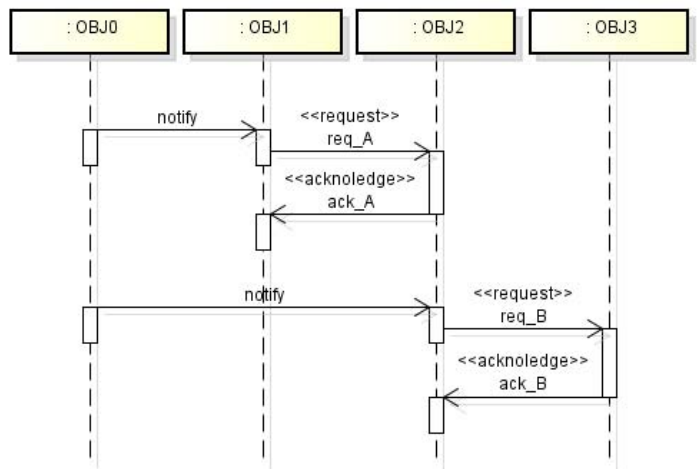 : OBJ0
: OBJ1
: OBJ2
: OBJ3
notify
<<request>>
req_A
<<acknoledge>>
ack_A
notify
<<request>>
req_B
<<acknoledge>>
ack_B